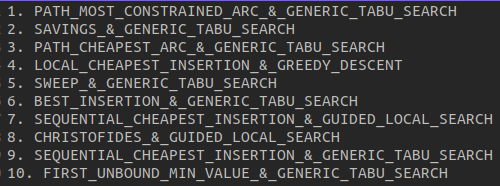 1. PATH_MOST_CONSTRAINED_ARC_&_GENERIC_TABU_SEARCH
2. SAVINGS_&_GENERIC_TABU_SEARCH
3. PATH_CHEAPEST_ARC_&_GENERIC_TABU_SEARCH
4. LOCAL_CHEAPEST_INSERTION_&_GREEDY_DESCENT
5. SWEEP_&_GENERIC_TABU_SEARCH
6. BEST_INSERTION_&_GENERIC_TABU_SEARCH
7. SEQUENTIAL_CHEAPEST_INSERTION_&_GUIDED_LOCAL_SEARCH
8. CHRISTOFIDES_&_GUIDED_LOCAL_SEARCH
9. SEQUENTIAL_CHEAPEST_INSERTION_&_GENERIC_TABU_SEARCH
10. FIRST_UNBOUND_MIN_VALUE_&_GENERIC_TABU_SEARCH